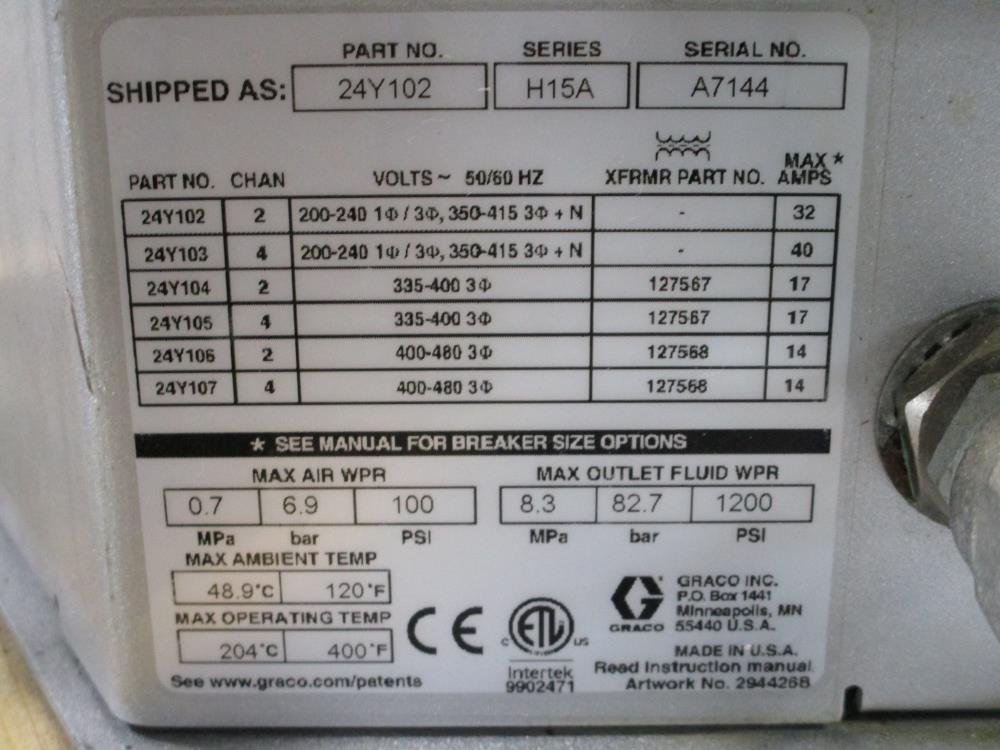 PART NO. SERIES SERIAL NO.
SHIPPED AS: 24Y102 H15A A7144
PART NO. CHAN VOLTS ~ 50/60 HZ XFRMR PART NO. MAX * AMPS
24Y102 2 200-240 1Φ / 3Φ, 350-415 3Φ + N - 32
24Y103 4 200-240 1Φ / 3Φ, 350-415 3Φ + N - 40
24Y104 2 335-400 3Φ 127567 17
24Y105 4 335-400 3Φ 127567 17
24Y106 2 400-480 3Φ 127568 14
24Y107 4 400-480 3Φ 127568 14
* SEE MANUAL FOR BREAKER SIZE OPTIONS
MAX AIR WPR
0.7 6.9 100
MPa bar PSI
MAX OUTLET FLUID WPR
8.3 82.7 1200
MPa bar PSI
MAX AMBIENT TEMP
48.9°C 120°F
MAX OPERATING TEMP
204°C 400°F
See www.graco.com/patents
CE
C ETL US
Intertek
9902471
GRACO
GRACO INC.
P.O. Box 1441
Minneapolis, MN
55440 U.S.A.
MADE IN U.S.A.
Read Instruction manual
Artwork No. 2944268